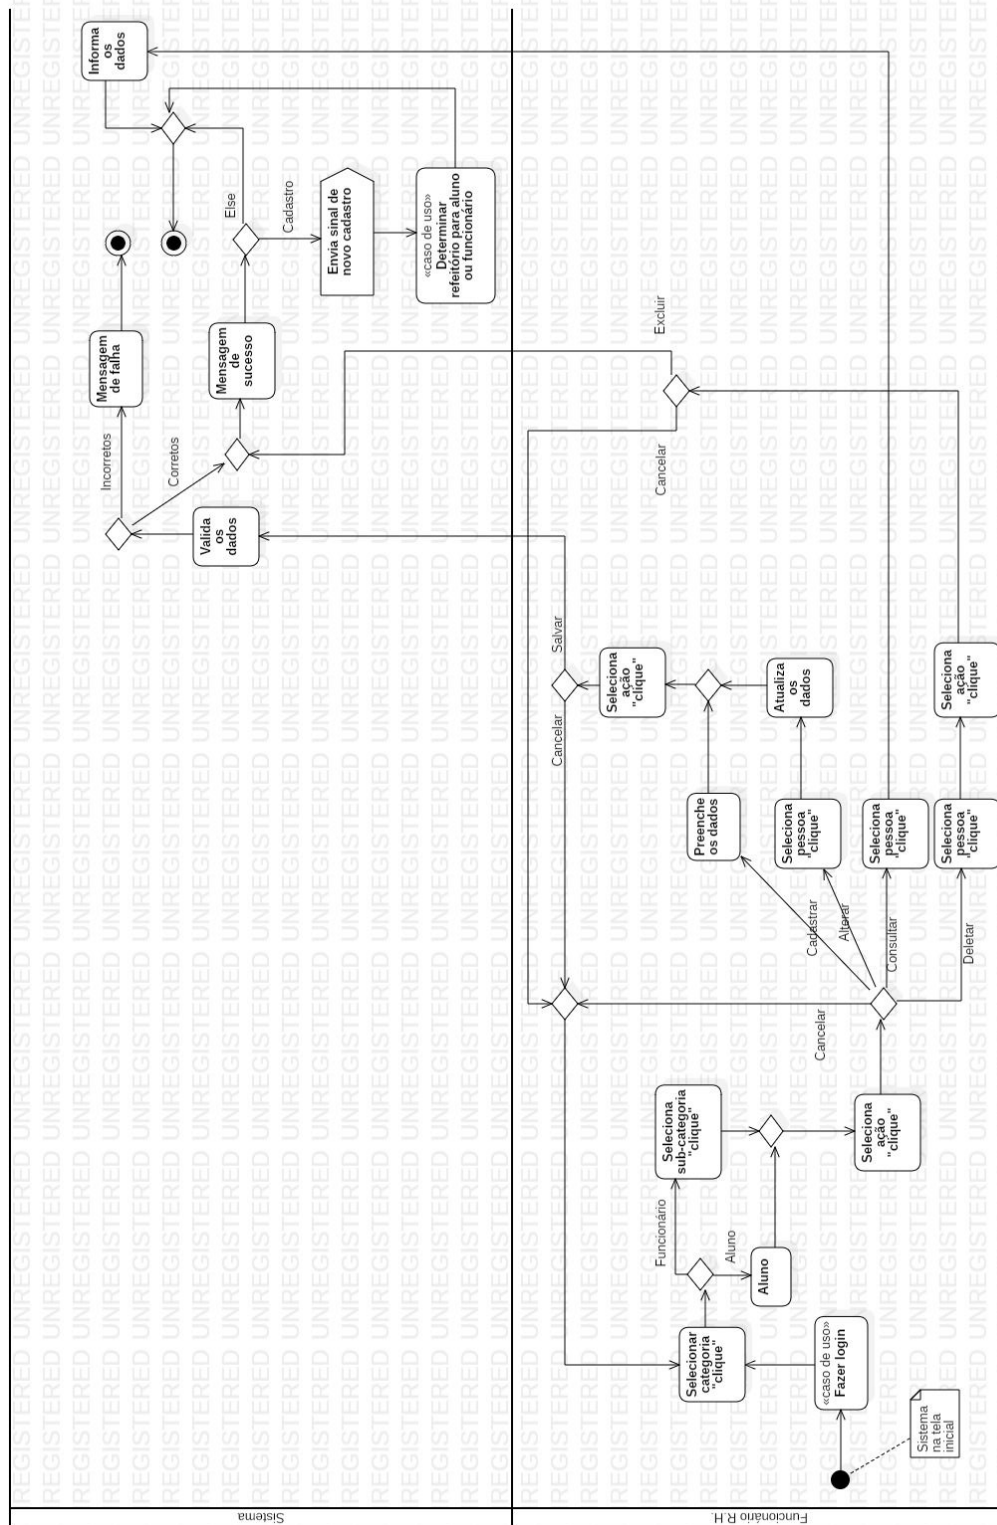 Sistema
Informa
os
dados
Else
Cadastro
Envia sinal de
novo cadastro
«caso de uso»
Determinar
refeitório para aluno
ou funcionário
Mensagem
de falha
Mensagem
de
sucesso
Incorretos
Corretos
Valida
os
dados
Funcionário R.H.
Excluir
Cancelar
Salvar
Cancelar
Seleciona
ação
"clique"
Atualiza
os
dados
Seleciona
ação
"clique"
Preenche
os dados
Seleciona
pessoa
"clique"
Seleciona
pessoa
"clique"
Seleciona
pessoa
"clique"
Cadastrar
Alterar
Consultar
Deletar
Cancelar
Seleciona
sub-categoria
"clique"
Seleciona
ação
"clique"
Funcionário
Aluno
Aluno
Selecionar
categoria
"clique"
«caso de uso»
Fazer login
Sistema
na tela
inicial
UNREGISTERED